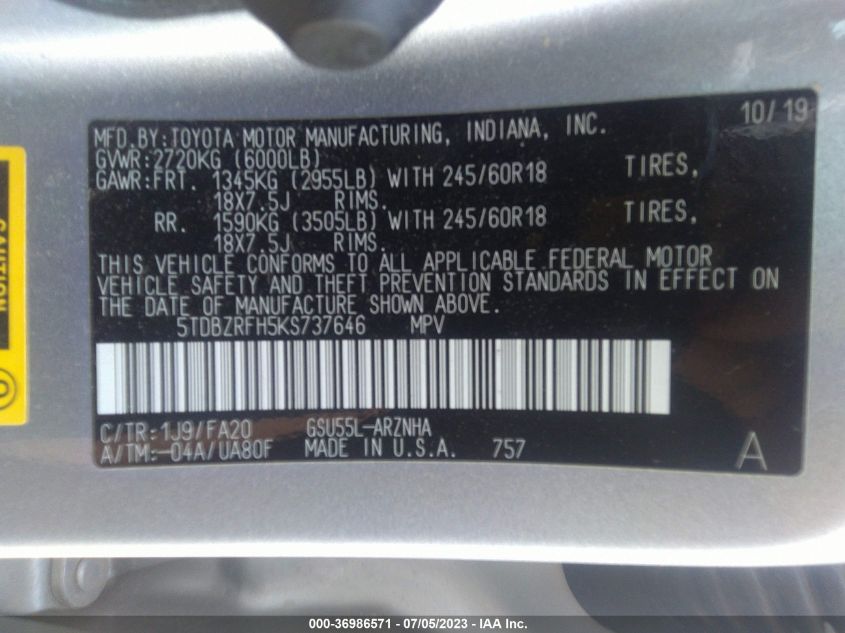 10/19
MFD.BY:TOYOTA MOTOR MANUFACTURING, INDIANA, INC.
GVWR:2720KG (6000LB)
GAWR:FRT. 1345KG (2955LB) WITH 245/60R18 TIRES,
18X7.5J RIMS.
RR. 1590KG (3505LB) WITH 245/60R18 TIRES,
18X7.5J RIMS.
THIS VEHICLE CONFORMS TO ALL APPLICABLE FEDERAL MOTOR
VEHICLE SAFETY AND THEFT PREVENTION STANDARDS IN EFFECT ON
THE DATE OF MANUFACTURE SHOWN ABOVE.
5TDBZRFH5KS737646 MPV
C/TR:1J9/FA20 GSU55L-ARZNHA
A/TM:-04A/UA80F MADE IN U.S.A. 757 A
CAUTION
000-36986571 - 07/05/2023 - IAA Inc.